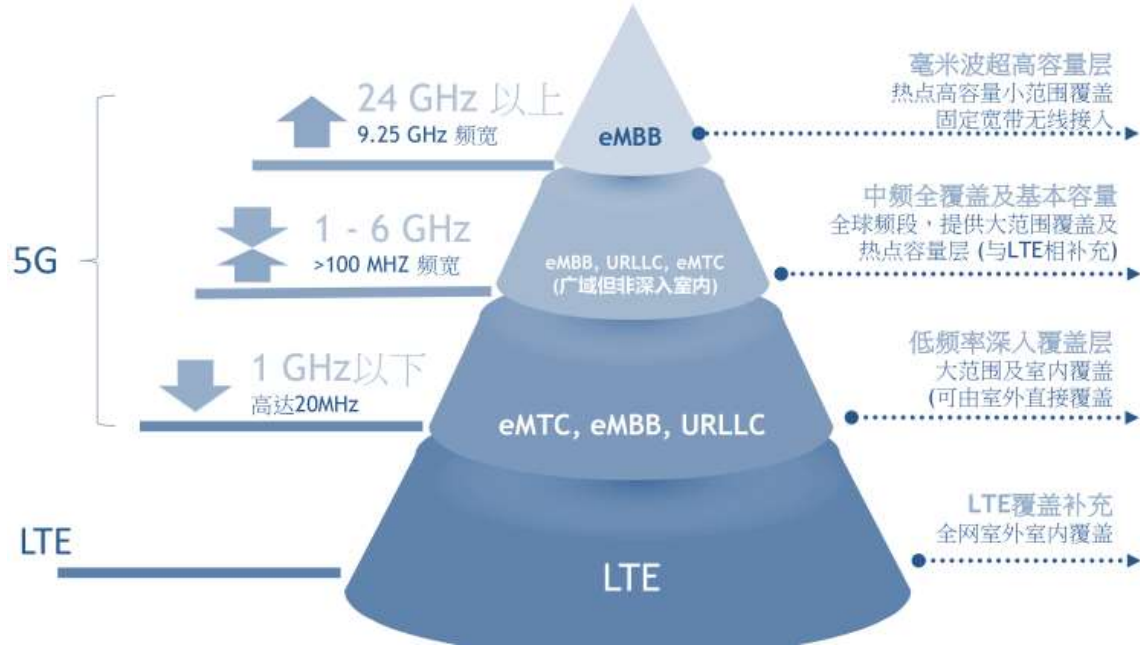 24 GHz 以上
9.25 GHz 频宽
eMBB
毫米波超高容量层
热点高容量小范围覆盖
固定宽带无线接入
5G
1 - 6 GHz
>100 MHZ 频宽
eMBB, URLLC, eMTC
(广域但非深入室内)
中频全覆盖及基本容量
全球频段，提供大范围覆盖及
热点容量层 (与LTE相补充)
1 GHz以下
高达20MHz
eMTC, eMBB, URLLC
低频率深入覆盖层
大范围及室内覆盖
(可由室外直接覆盖
LTE
LTE
LTE覆盖补充
全网室外室内覆盖